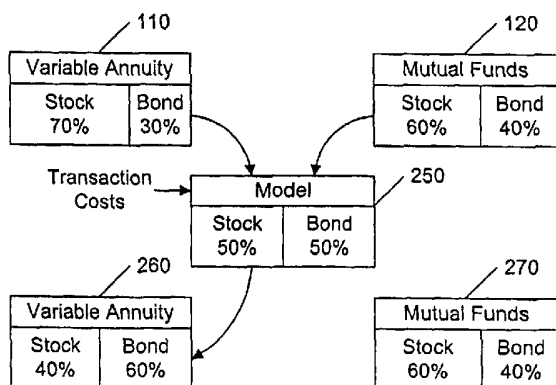 110
120
Variable Annuity
Mutual Funds
Stock Bond
70% 30%
Stock Bond
60% 40%
250
Transaction
Costs
Model
Stock Bond
50% 50%
260
270
Variable Annuity
Mutual Funds
Stock Bond
40% 60%
Stock Bond
60% 40%